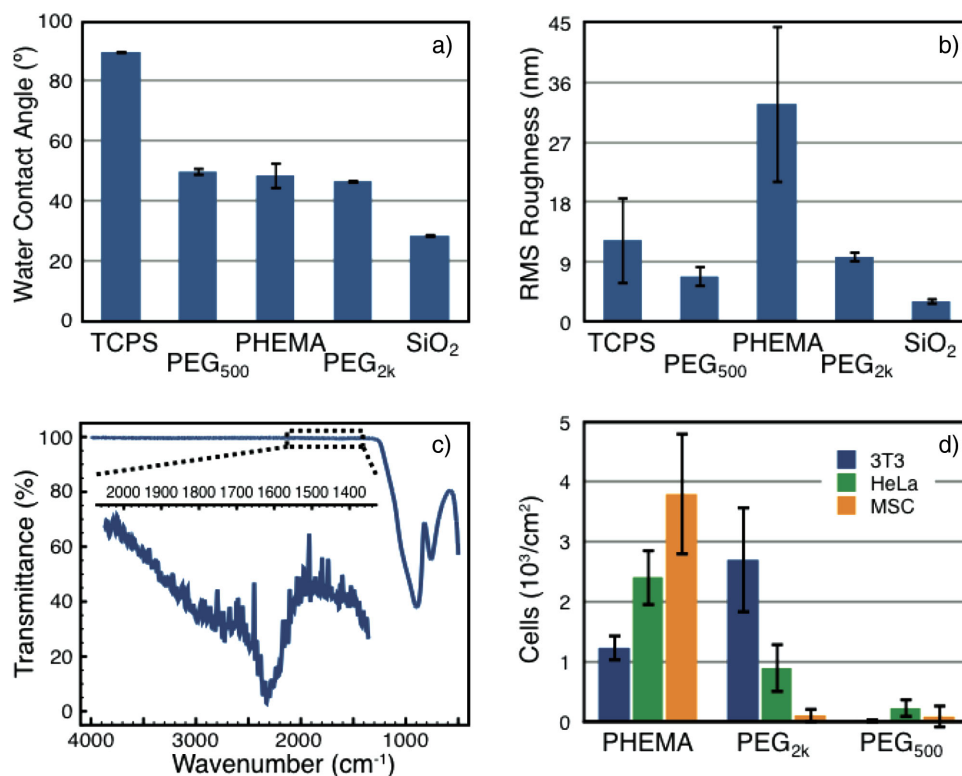 a)
Water Contact Angle (°)
100
80
60
40
20
0
TCPS PHEMA SiO₂
PEG₅₀₀ PEG₂ₖ
b)
RMS Roughness (nm)
45
36
27
18
9
0
TCPS PHEMA SiO₂
PEG₅₀₀ PEG₂ₖ
c)
Transmittance (%)
100
80
60
40
20
0
2000 1900 1800 1700 1600 1500 1400
4000 3000 2000 1000
Wavenumber (cm⁻¹)
d)
Cells (10³/cm²)
5
4
3
2
1
0
3T3
HeLa
MSC
PHEMA PEG₂ₖ PEG₅₀₀